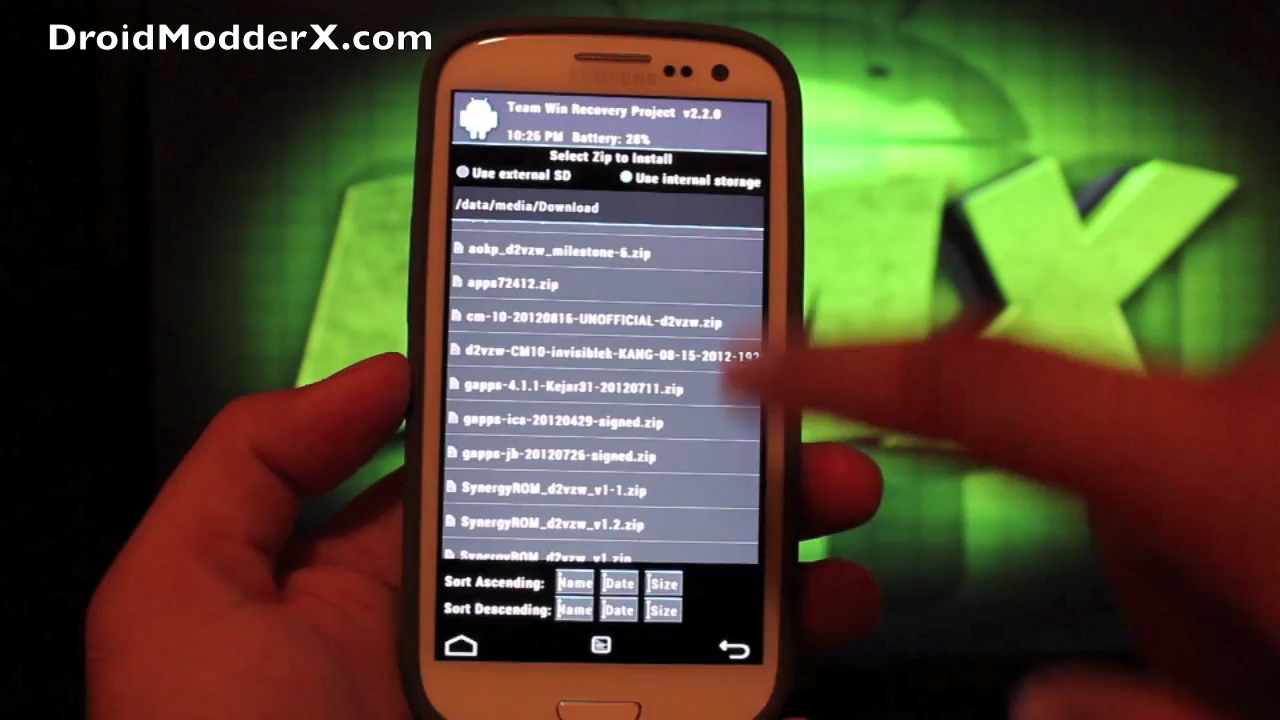 DroidModderX.com
SAMSUNG
Team Win Recovery Project v2.2.0
10:26 PM Battery: 28%
Select Zip to Install
Use external SD Use internal storage
/data/media/Download
aokp_d2vzw_milestone-6.zip
apps72412.zip
cm-10-20120816-UNOFFICIAL-d2vzw.zip
d2vzw-CM10-invisiblek-KANG-08-15-2012-192
gapps-4.1.1-Kejar31-20120711.zip
gapps-ics-20120429-signed.zip
gapps-jb-20120726-signed.zip
SynergyROM_d2vzw_v1-1.zip
SynergyROM_d2vzw_v1.2.zip
SynergyROM_d2vzw_v1.zip
Sort Ascending: Name Date Size
Sort Descending: Name Date Size
X